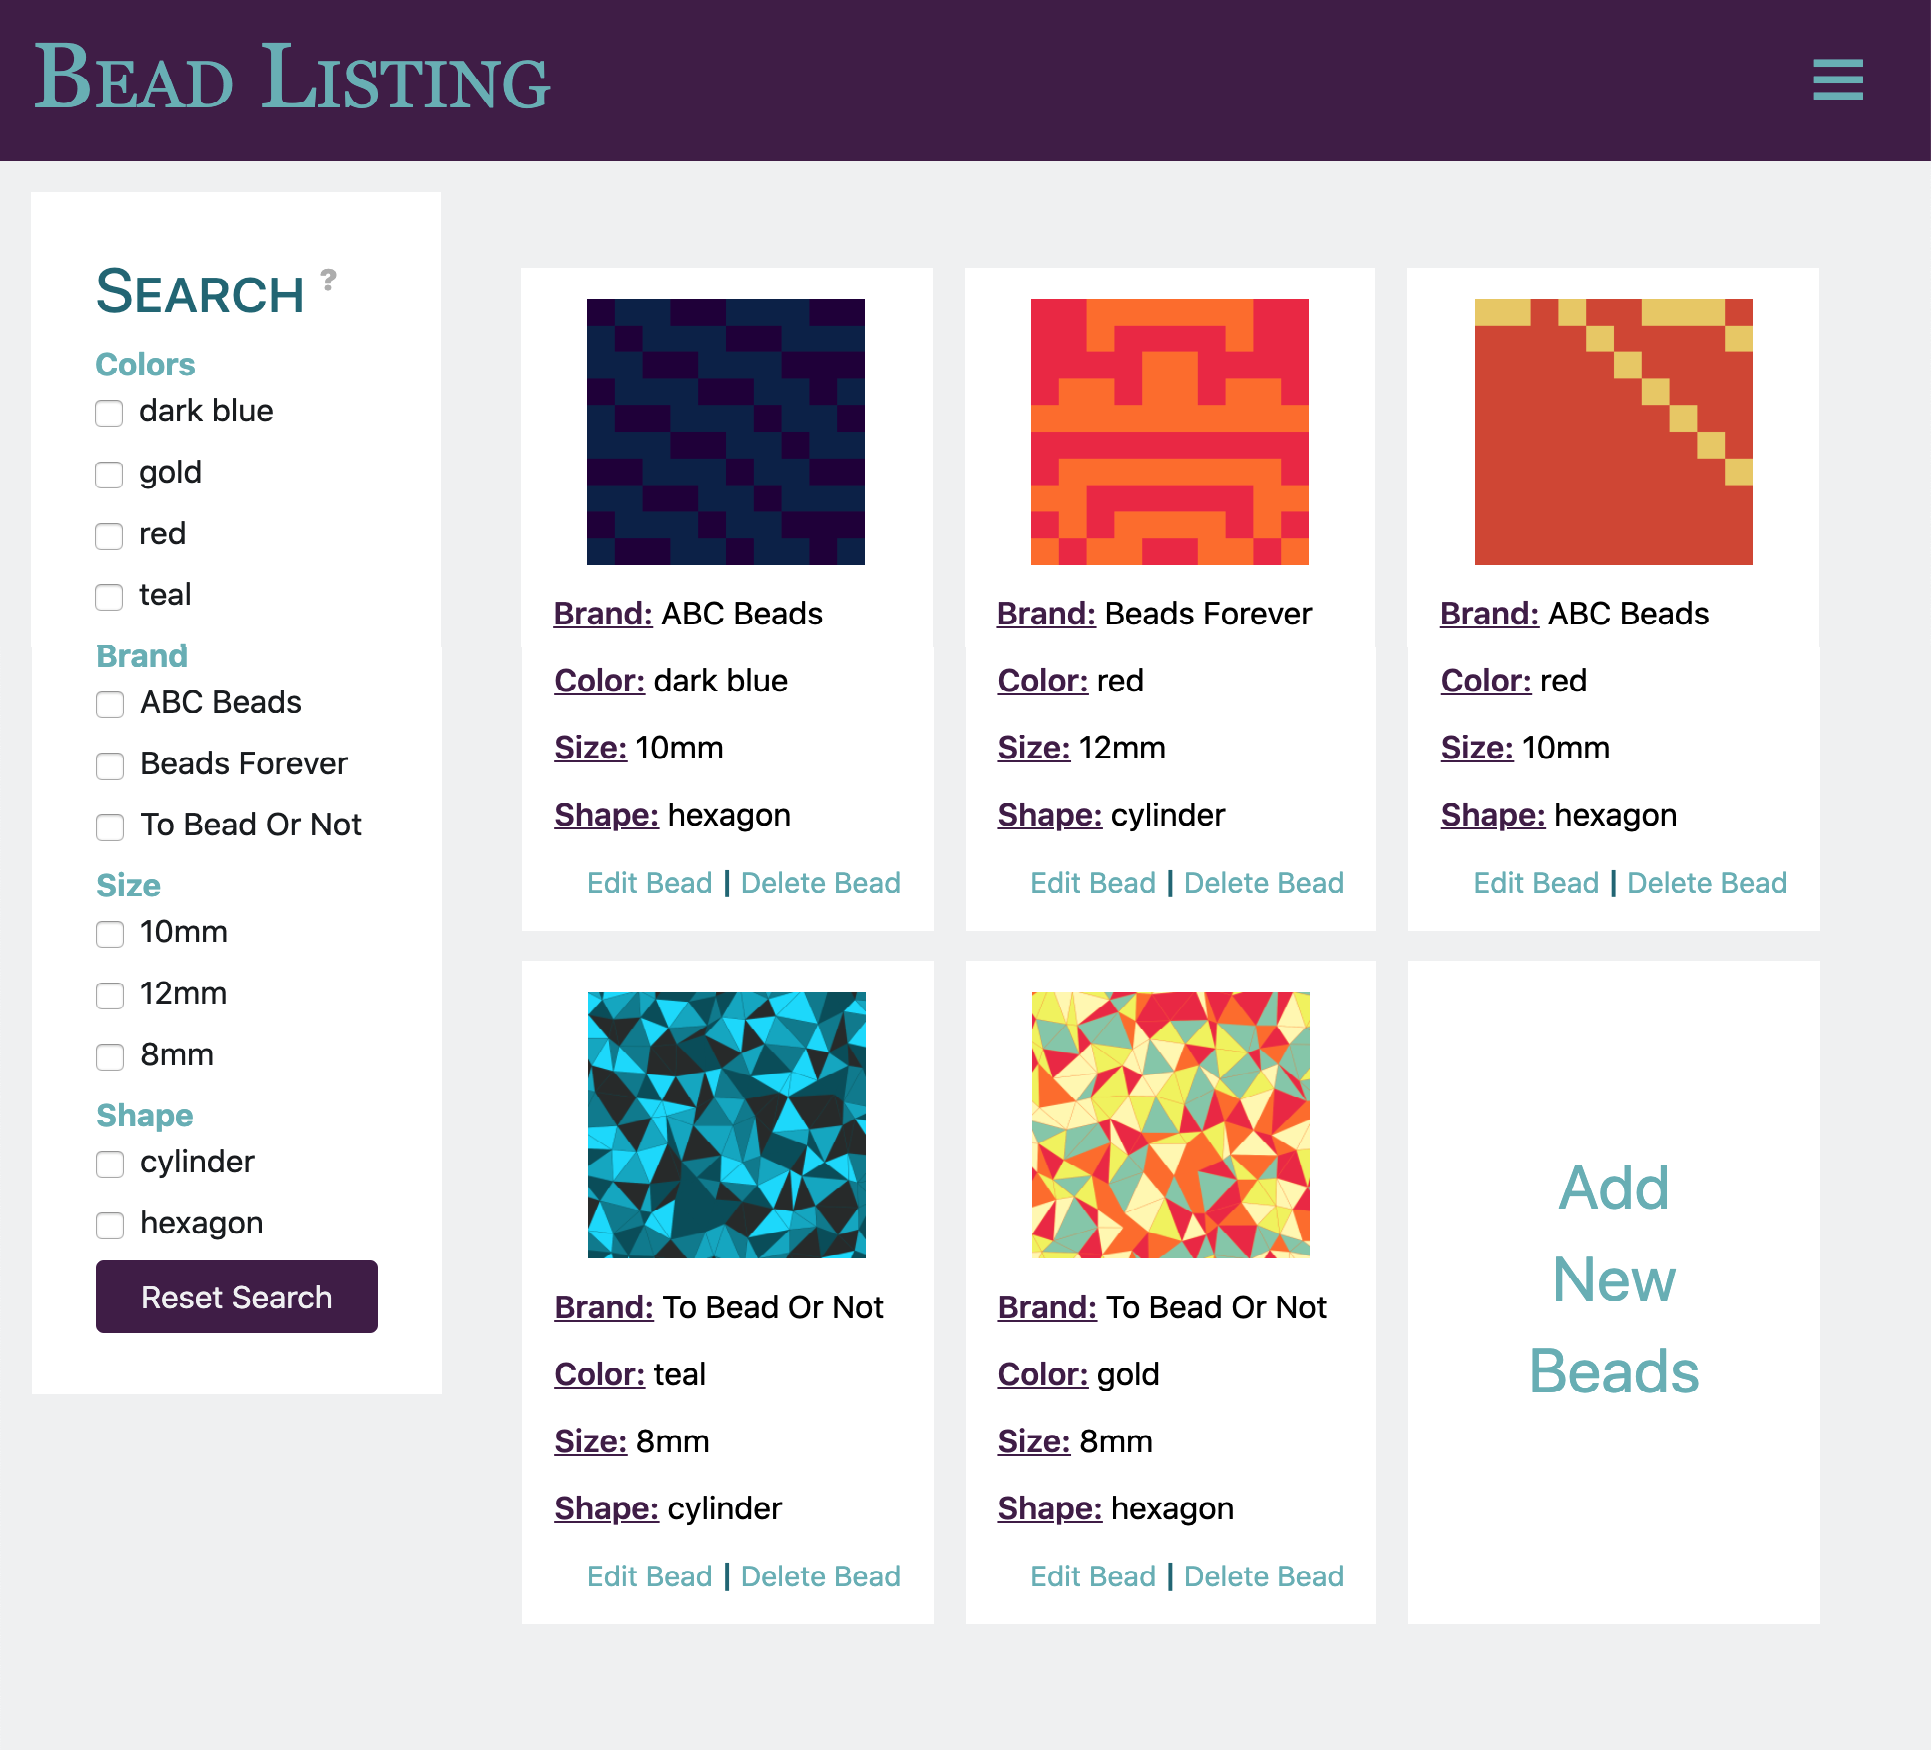 Bead Listing
Search ?
Colors
dark blue
gold
red
teal
Brand
ABC Beads
Beads Forever
To Bead Or Not
Size
10mm
12mm
8mm
Shape
cylinder
hexagon
Reset Search
Brand: ABC Beads
Color: dark blue
Size: 10mm
Shape: hexagon
Edit Bead | Delete Bead
Brand: Beads Forever
Color: red
Size: 12mm
Shape: cylinder
Edit Bead | Delete Bead
Brand: ABC Beads
Color: red
Size: 10mm
Shape: hexagon
Edit Bead | Delete Bead
Brand: To Bead Or Not
Color: teal
Size: 8mm
Shape: cylinder
Edit Bead | Delete Bead
Brand: To Bead Or Not
Color: gold
Size: 8mm
Shape: hexagon
Edit Bead | Delete Bead
Add
New
Beads